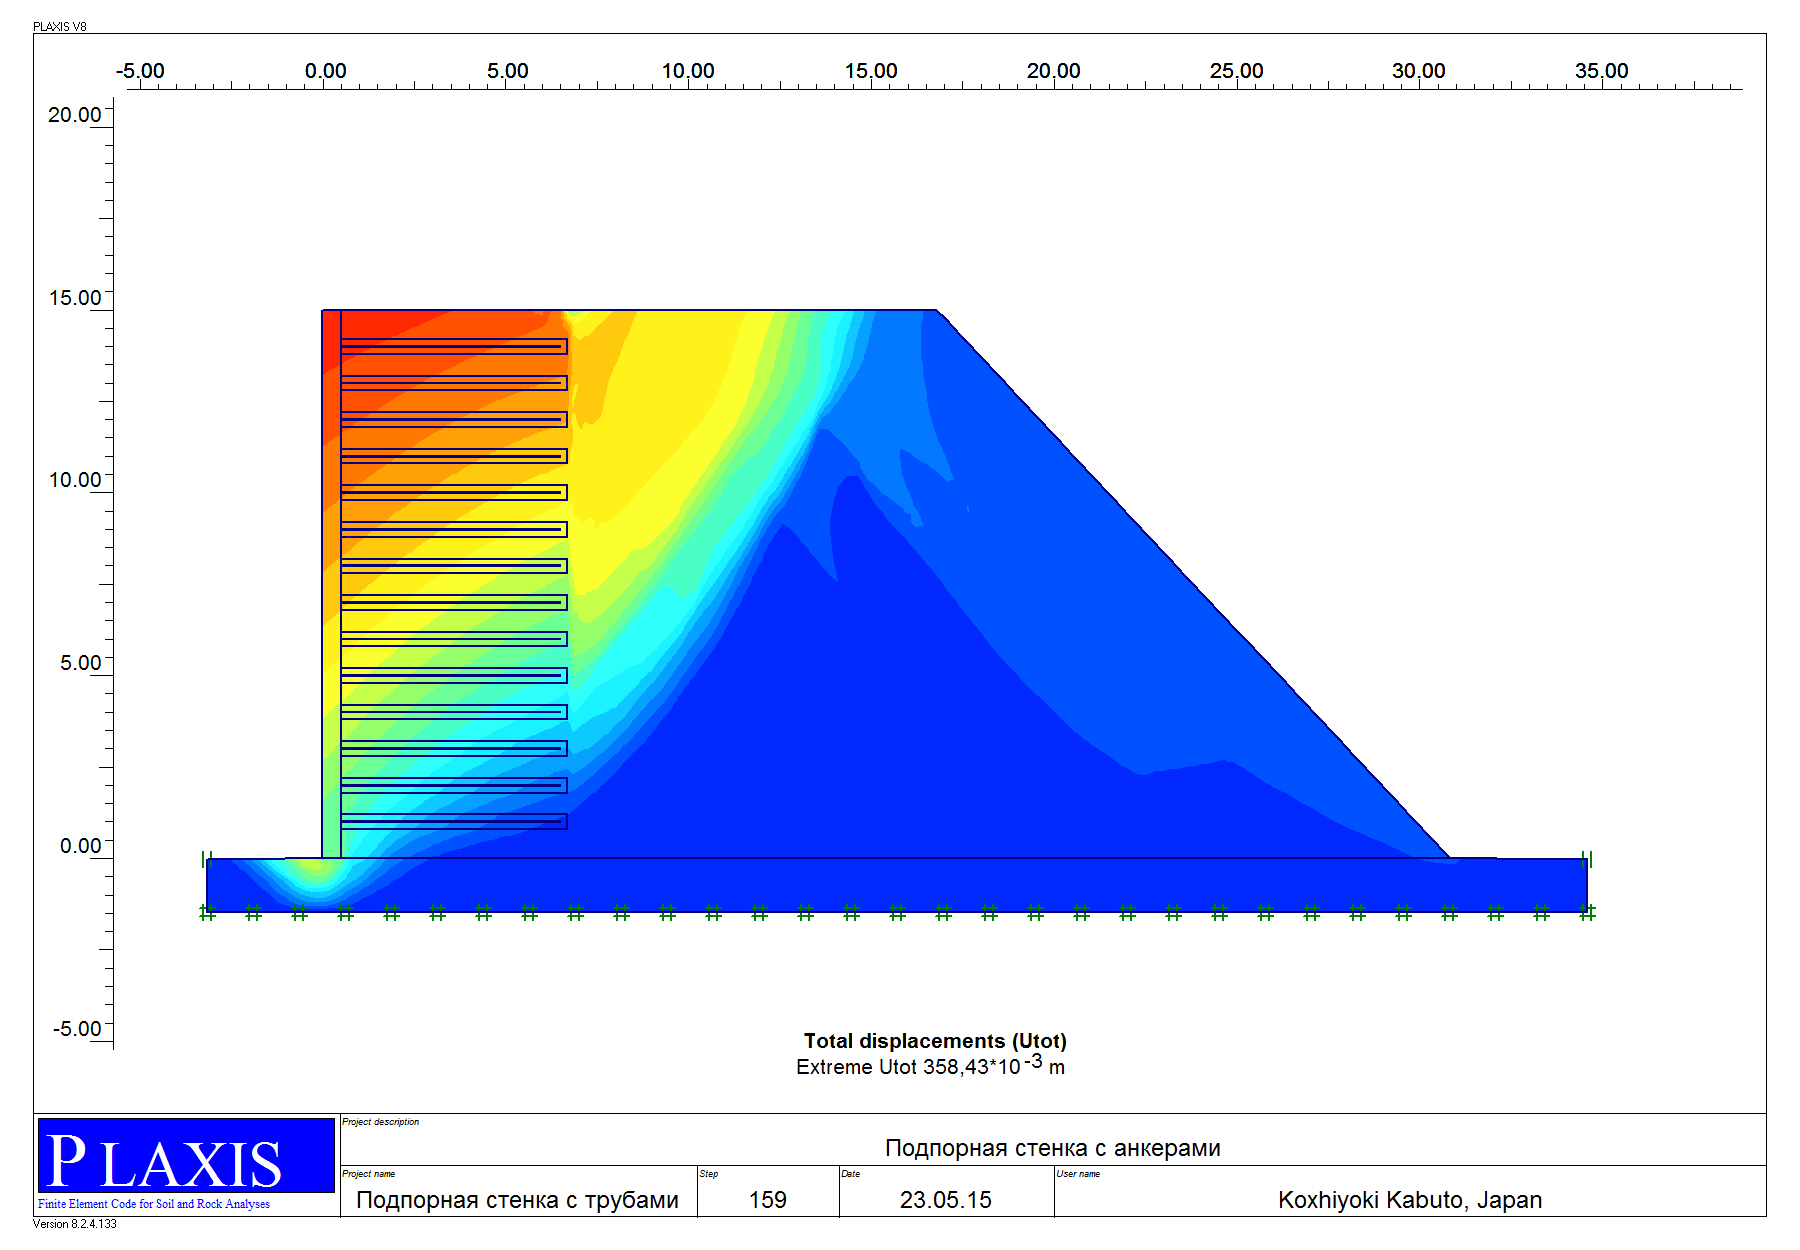 PLAXIS V8
-5.00 0.00 5.00 10.00 15.00 20.00 25.00 30.00 35.00
20.00
15.00
10.00
5.00
0.00
-5.00
Total displacements (Utot)
Extreme Utot 358,43*10-3 m
PLAXIS
Finite Element Code for Soil and Rock Analyses
Version 8.2.4.133
Project description
Подпорная стенка с анкерами
Project name
Подпорная стенка с трубами
Step
159
Date
23.05.15
User name
Koxhiyoki Kabuto, Japan